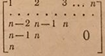 1 2 3 ... n
. . . . . . . .
n-2 n-1 n
n-1 n 0
n